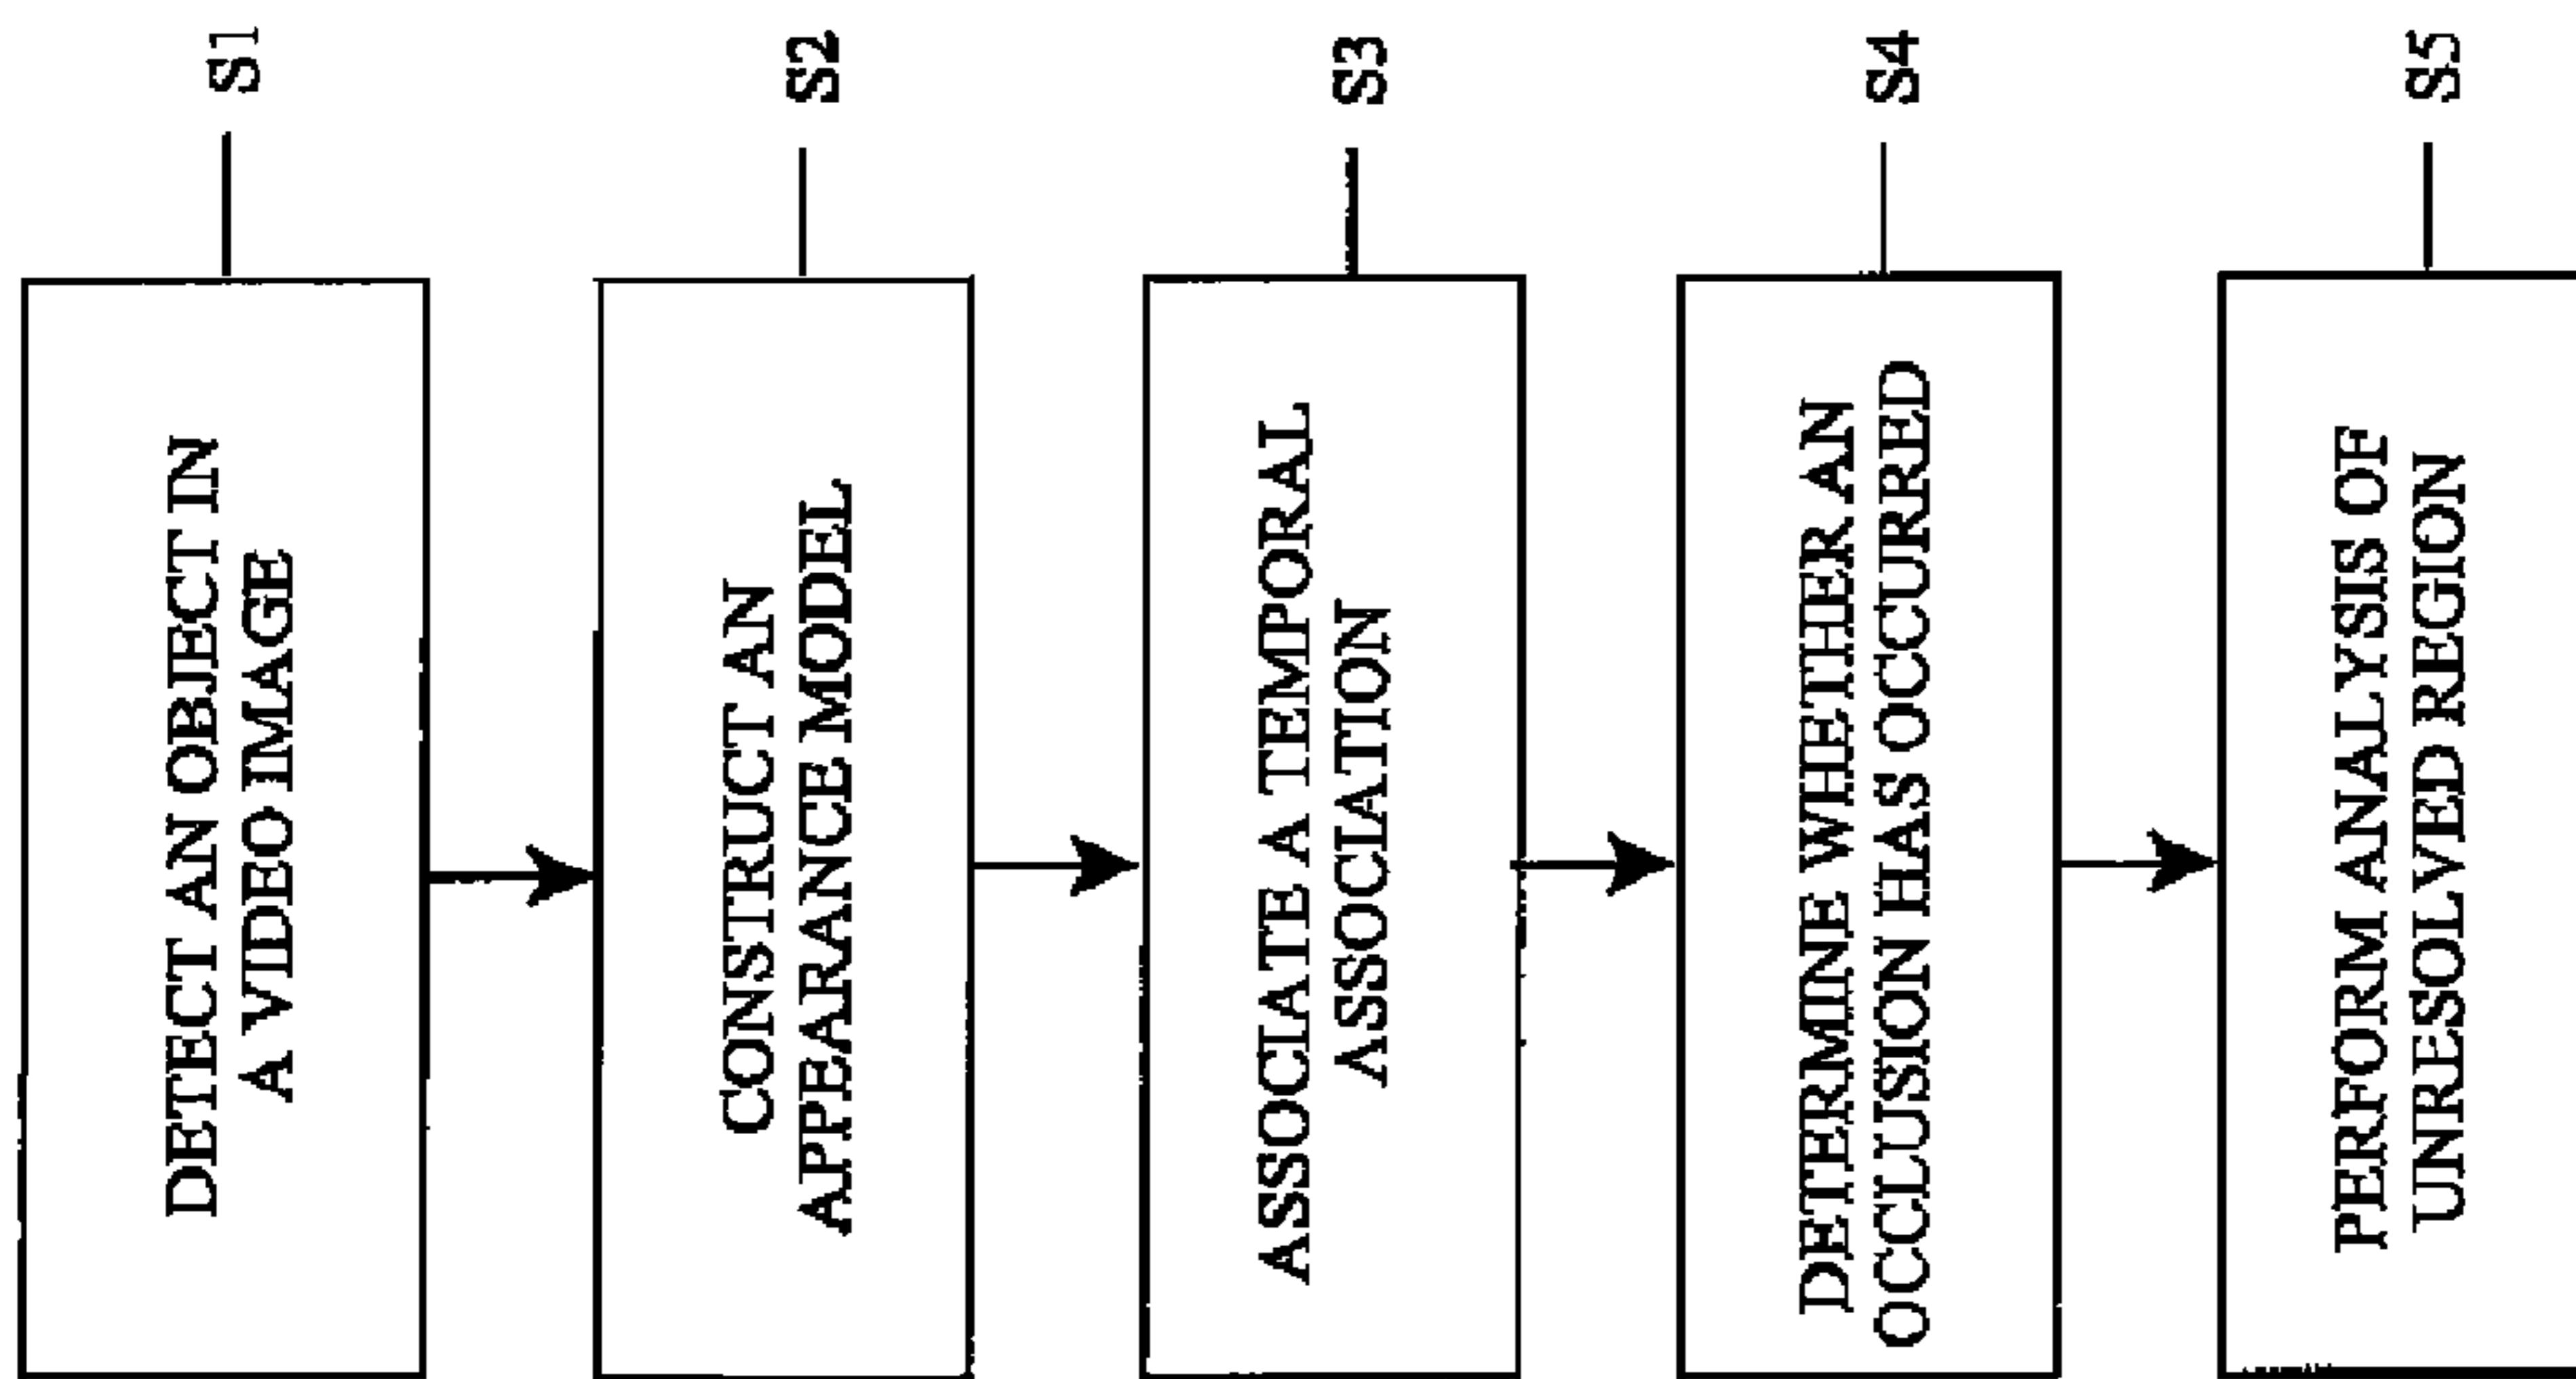 DETECT AN OBJECT IN
A VIDEO IMAGE
S1
CONSTRUCT AN
APPEARANCE MODEL
S2
ASSOCIATE A TEMPORAL
ASSOCIATION
S3
DETERMINE WHETHER AN
OCCLUSION HAS OCCURRED
S4
PERFORM ANALYSIS OF
UNRESOLVED REGION
S5